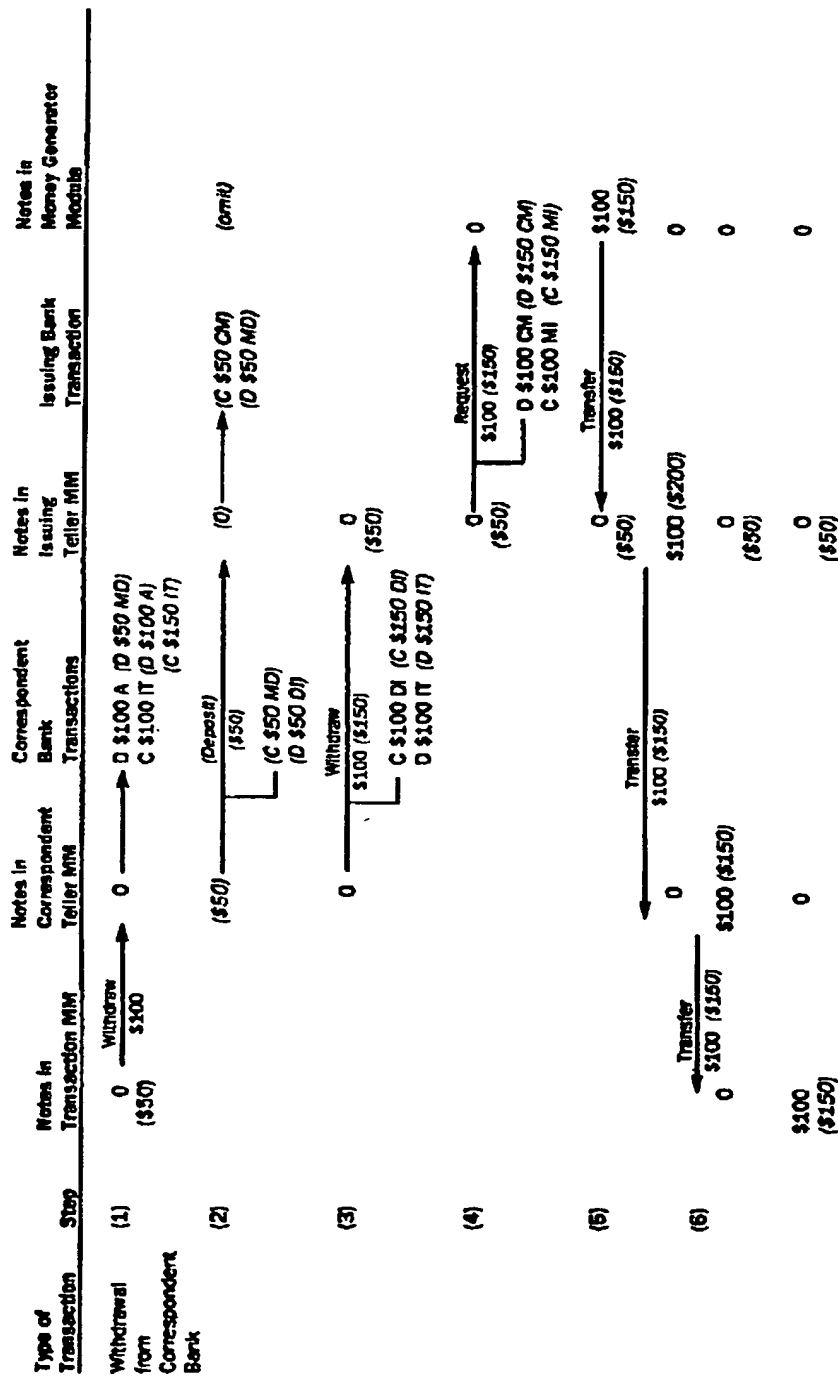 Type of Transaction
Step
Notes in Transaction MM
Notes in Correspondent Teller MM
Correspondent Bank Transactions
Notes in Issuing Teller MM
Issuing Bank Transaction
Notes in Money Generator Module
Withdrawal from Correspondent Bank
(1)
0
($50)
Withdraw
$100
0
D $100 A (D $50 MD)
C $100 IT (D $100 A)
(C $150 IT)
(2)
($50)
(Deposit)
($50)
(C $50 MD)
(D $50 DI)
(0)
(C $50 CM)
(D $50 MD)
(omit)
(3)
0
Withdraw
$100 ($150)
C $100 DI (C $150 DI)
D $100 IT (D $150 IT)
0
($50)
(4)
0
($50)
Request
$100 ($150)
D $100 CM (D $150 CM)
C $100 MI (C $150 MI)
0
(5)
0
($50)
Transfer
$100 ($150)
$100
($150)
Transfer
$100 ($150)
0
$100 ($200)
0
(6)
Transfer
$100 ($150)
0
$100 ($150)
0
($50)
0
$100
($150)
0
0
($50)
0